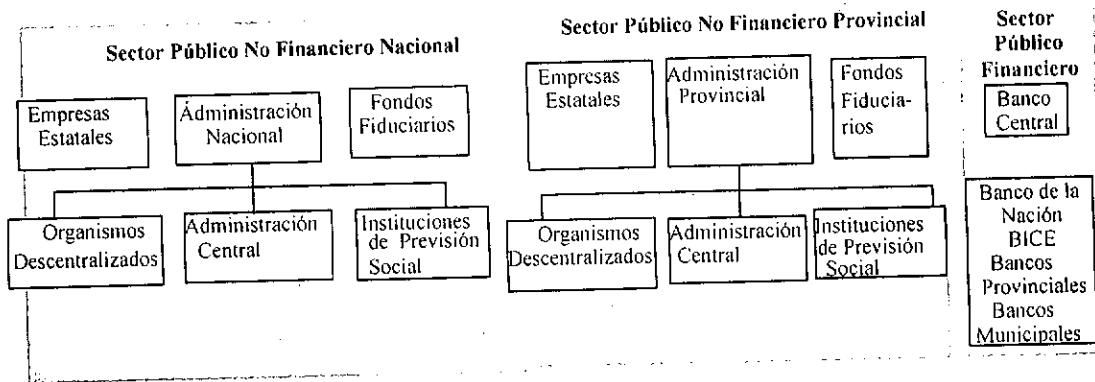 Sector Público No Financiero Nacional
Empresas
Estatales
Administración
Nacional
Fondos
Fiduciarios
Organismos
Descentralizados
Administración
Central
Instituciones
de Previsión
Social
Sector Público No Financiero Provincial
Empresas
Estatales
Administración
Provincial
Fondos
Fiducia-
rios
Organismos
Descentralizados
Administración
Central
Instituciones
de Previsión
Social
Sector
Público
Financiero
Banco
Central
Banco de la
Nación
BICE
Bancos
Provinciales
Bancos
Municipales